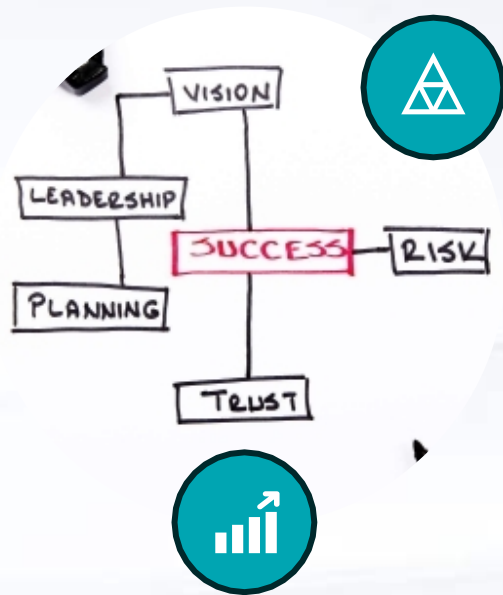 VISION
LEADERSHIP
SUCCESS
RISK
PLANNING
TRUST